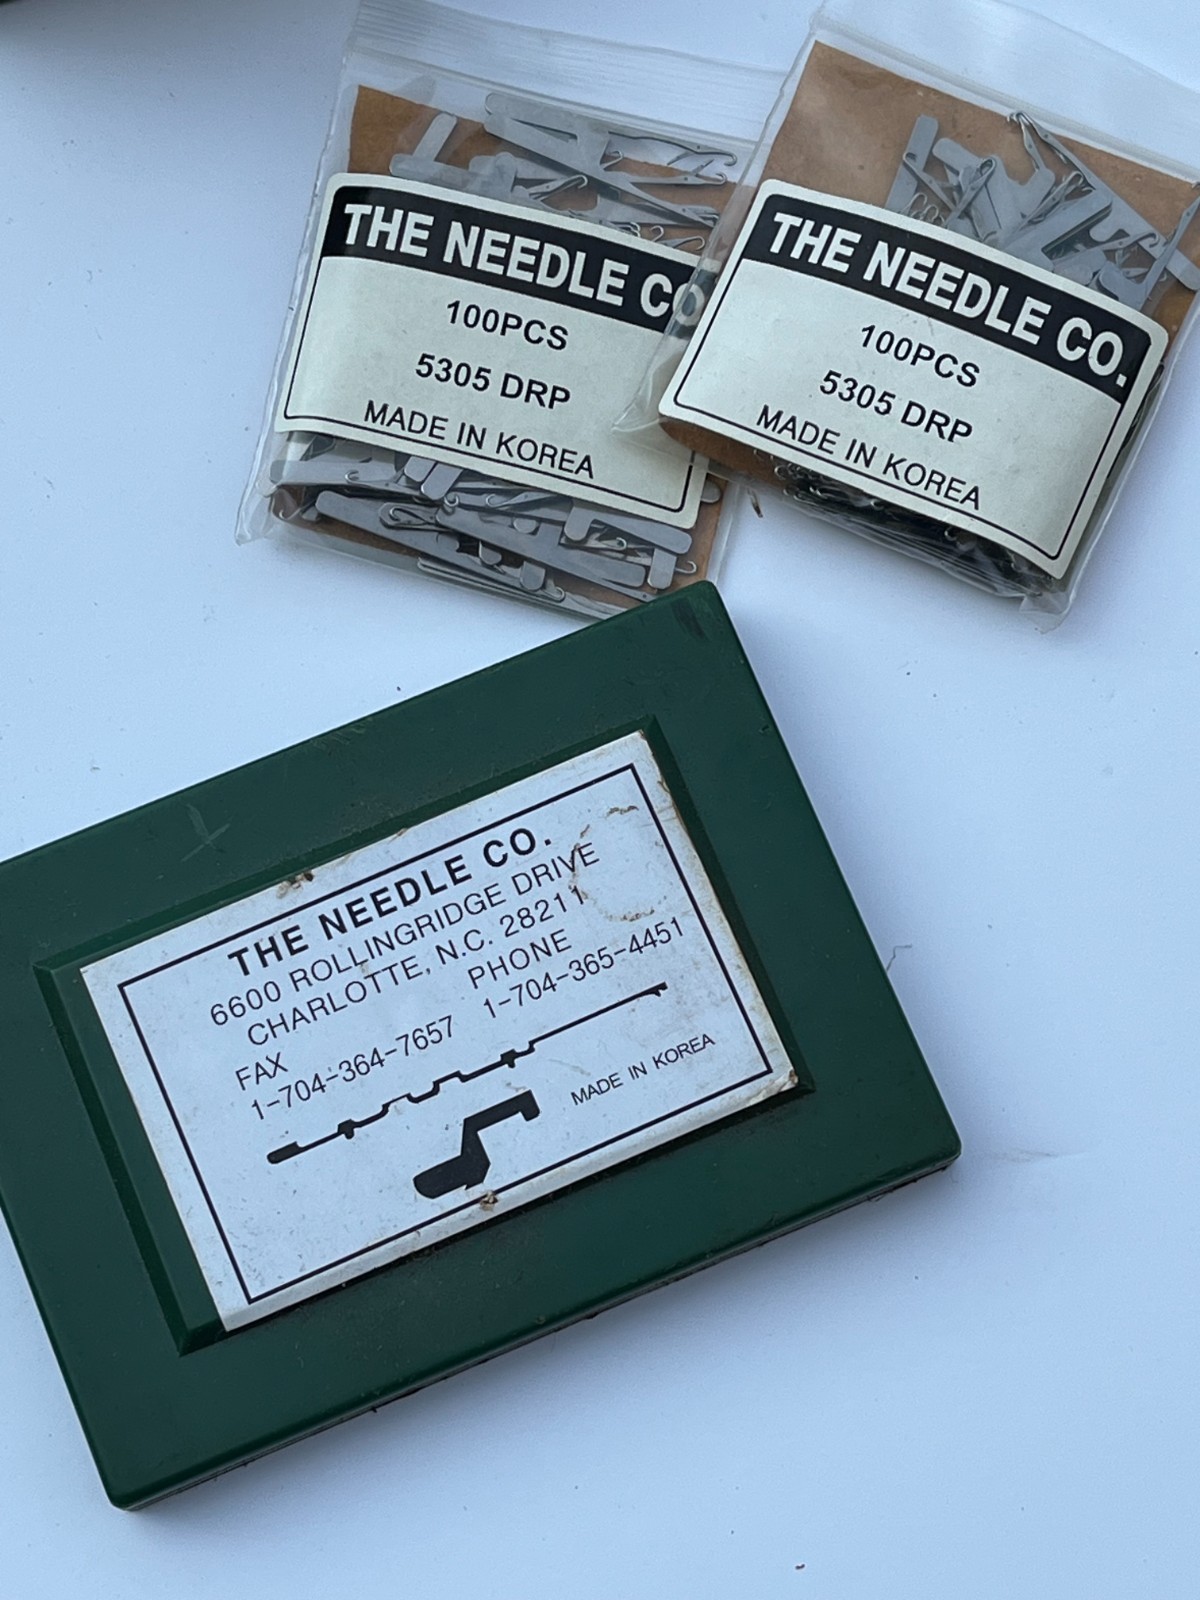 THE NEEDLE CO
100PCS
5305 DRP
MADE IN KOREA
THE NEEDLE CO.
100PCS
5305 DRP
MADE IN KOREA
THE NEEDLE CO.
6600 ROLLINGRIDGE DRIVE
CHARLOTTE, N.C. 28211
FAX PHONE
1-704-364-7657 1-704-365-4451
MADE IN KOREA